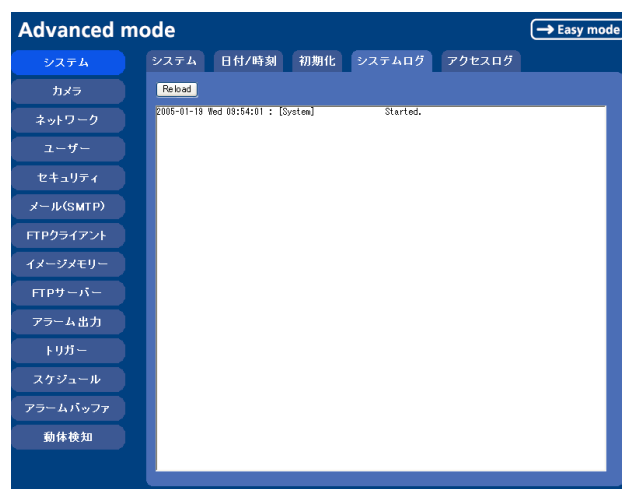 Advanced mode
→ Easy mode
システム 日付/時刻 初期化 システムログ アクセスログ
システム
カメラ
ネットワーク
ユーザー
セキュリティ
メール(SMTP)
FTPクライアント
イメージメモリー
FTPサーバー
アラーム出力
トリガー
スケジュール
アラームバッファ
動体検知
Reload
2005-01-19 Wed 09:54:01 : [System] Started.